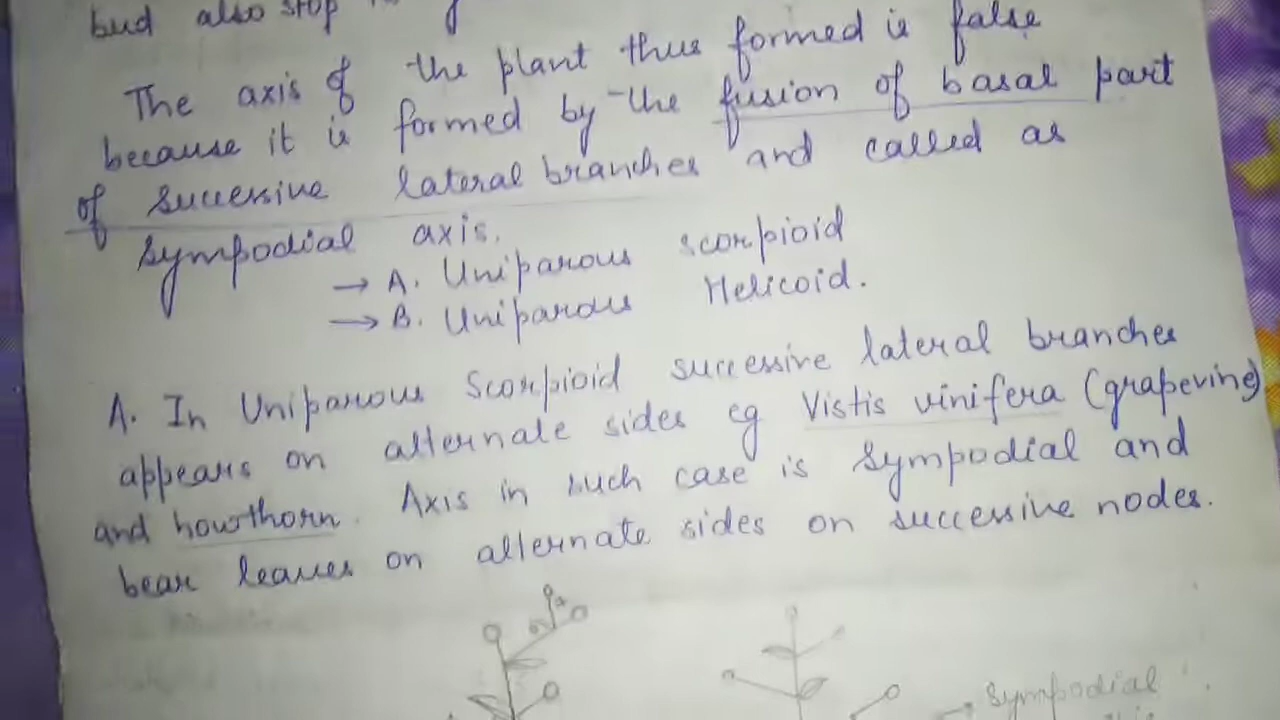 bud also stop
The axis of the plant thus formed is false
because it is formed by the fusion of basal part
of successive lateral branches and called as
sympodial axis.
→ A. Uniparous scorpioid
→ B. Uniparous Helicoid.
A. In Uniparous Scorpioid successive lateral branches
appears on alternate sides eg Vistis vinifera (grapevine)
and howthorn. Axis in such case is sympodial and
bear leaves on alternate sides on successive nodes.
Sympodial